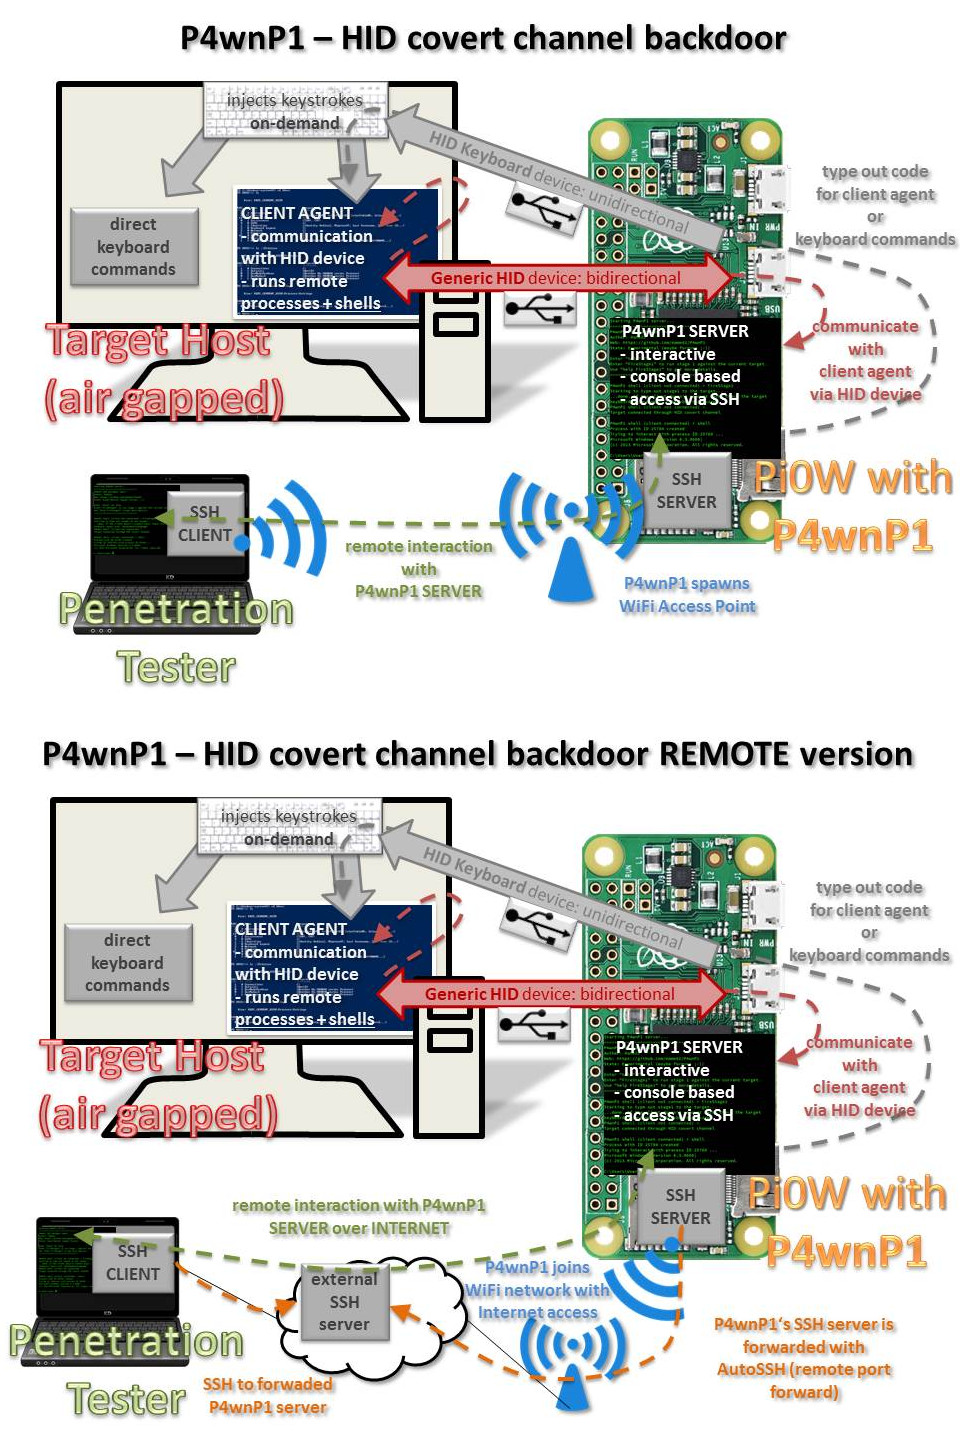 P4wnP1 – HID covert channel backdoor
injects keystrokes
on-demand
HID Keyboard device: unidirectional
direct
keyboard
commands
CLIENT AGENT
- communication
with HID device
- runs remote
processes + shells
Generic HID device: bidirectional
type out code
for client agent
or
keyboard commands
P4wnP1 SERVER
- interactive
- console based
- access via SSH
communicate
with
client agent
via HID device
Target Host
(air gapped)
SSH
SERVER
Pi0W with
P4wnP1
SSH
CLIENT
remote interaction
with
P4wnP1 SERVER
P4wnP1 spawns
WiFi Access Point
Penetration
Tester
P4wnP1 – HID covert channel backdoor REMOTE version
injects keystrokes
on-demand
HID Keyboard device: unidirectional
direct
keyboard
commands
CLIENT AGENT
- communication
with HID device
- runs remote
processes + shells
Generic HID device: bidirectional
type out code
for client agent
or
keyboard commands
P4wnP1 SERVER
- interactive
- console based
- access via SSH
communicate
with
client agent
via HID device
Target Host
(air gapped)
SSH
SERVER
Pi0W with
P4wnP1
remote interaction with P4wnP1
SERVER over INTERNET
SSH
CLIENT
external
SSH
server
P4wnP1 joins
WiFi network with
Internet access
Penetration
Tester
SSH to forwaded
P4wnP1 server
P4wnP1's SSH server is
forwarded with
AutoSSH (remote port
forward)